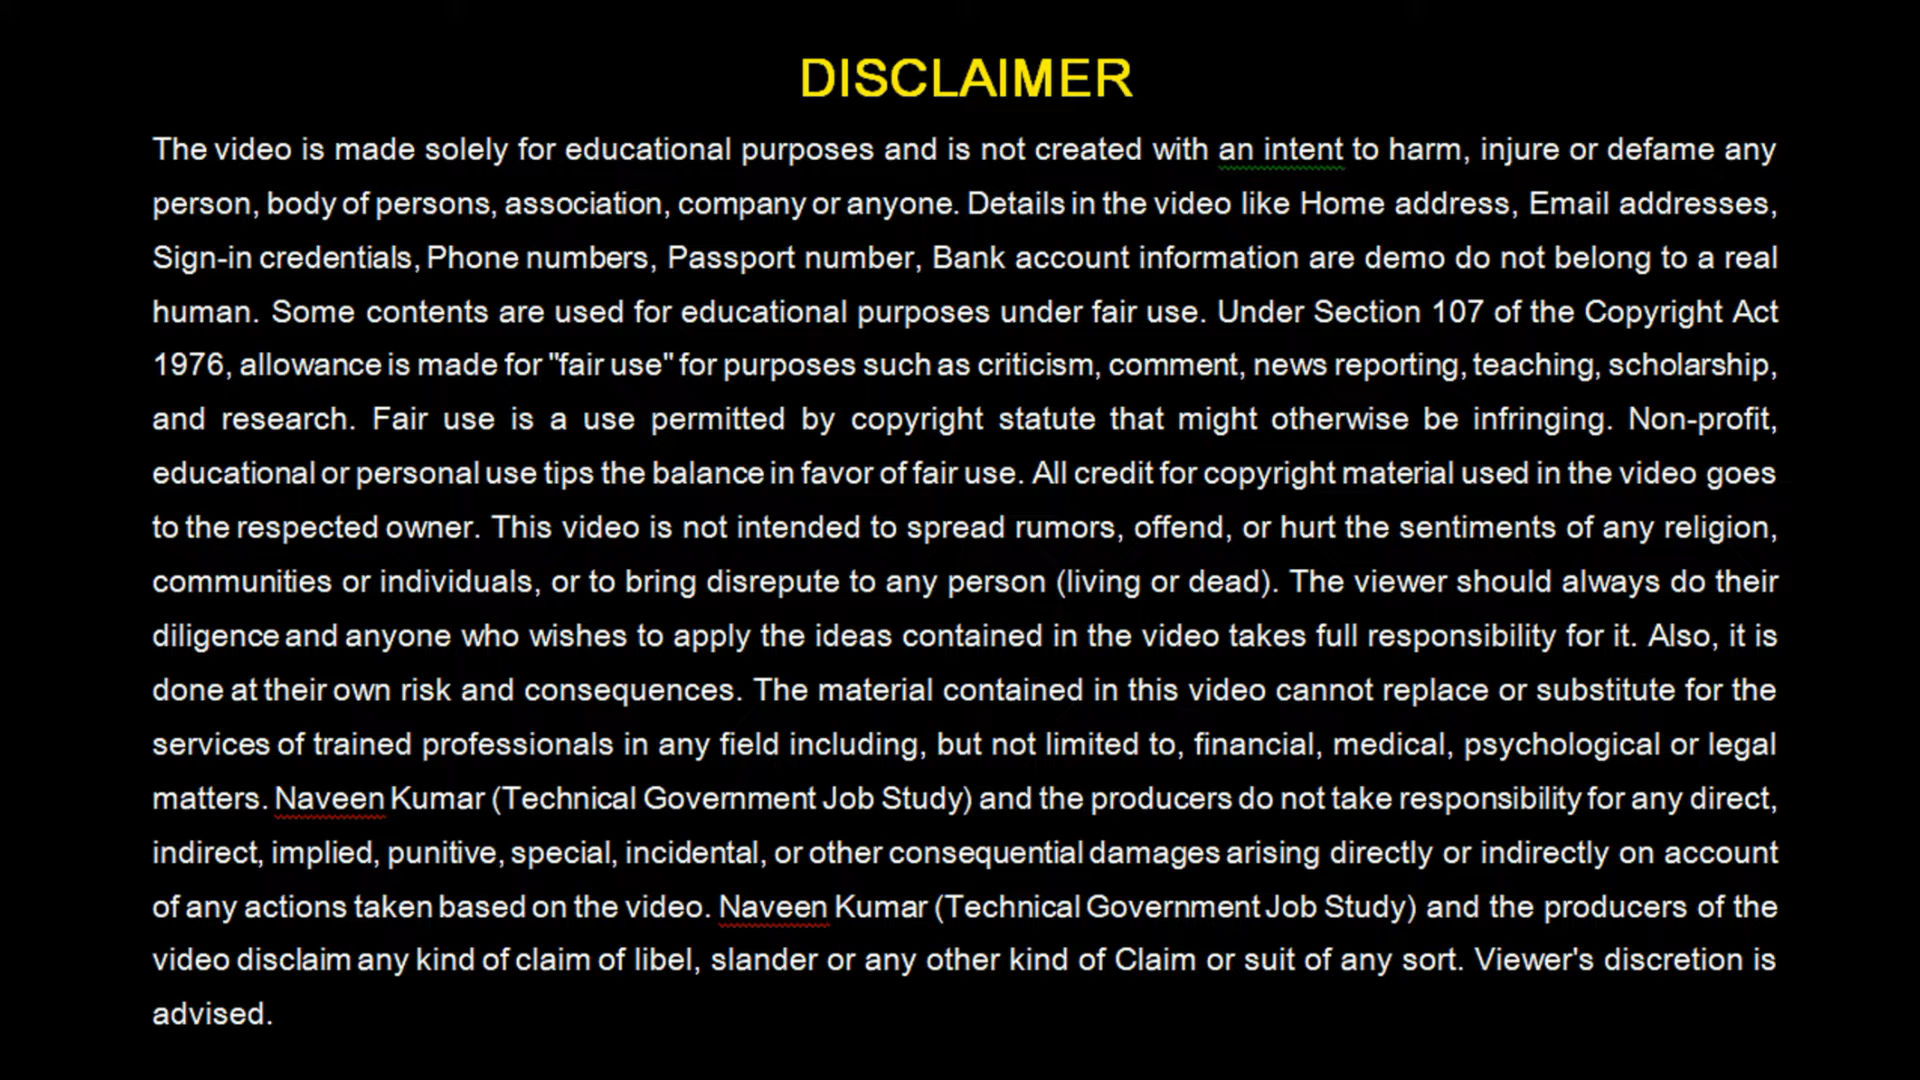 DISCLAIMER
The video is made solely for educational purposes and is not created with an intent to harm, injure or defame any
person, body of persons, association, company or anyone. Details in the video like Home address, Email addresses,
Sign-in credentials, Phone numbers, Passport number, Bank account information are demo do not belong to a real
human. Some contents are used for educational purposes under fair use. Under Section 107 of the Copyright Act
1976, allowance is made for "fair use" for purposes such as criticism, comment, news reporting, teaching, scholarship,
and research. Fair use is a use permitted by copyright statute that might otherwise be infringing. Non-profit,
educational or personal use tips the balance in favor of fair use. All credit for copyright material used in the video goes
to the respected owner. This video is not intended to spread rumors, offend, or hurt the sentiments of any religion,
communities or individuals, or to bring disrepute to any person (living or dead). The viewer should always do their
diligence and anyone who wishes to apply the ideas contained in the video takes full responsibility for it. Also, it is
done at their own risk and consequences. The material contained in this video cannot replace or substitute for the
services of trained professionals in any field including, but not limited to, financial, medical, psychological or legal
matters. Naveen Kumar (Technical Government Job Study) and the producers do not take responsibility for any direct,
indirect, implied, punitive, special, incidental, or other consequential damages arising directly or indirectly on account
of any actions taken based on the video. Naveen Kumar (Technical Government Job Study) and the producers of the
video disclaim any kind of claim of libel, slander or any other kind of Claim or suit of any sort. Viewer's discretion is
advised.